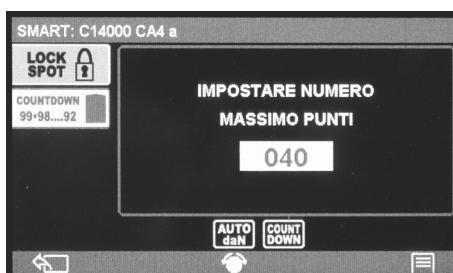 SMART: C14000 CA4 a
LOCK
SPOT
COUNTDOWN
99•98....92
IMPOSTARE NUMERO
MASSIMO PUNTI
040
AUTO
daN
COUNT
DOWN